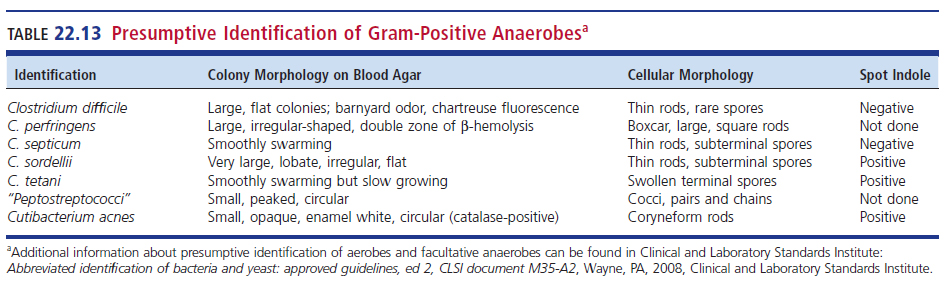 TABLE 22.13 Presumptive Identification of Gram-Positive Anaerobesᵃ
Identification Colony Morphology on Blood Agar Cellular Morphology Spot Indole
Clostridium difficile Large, flat colonies; barnyard odor, chartreuse fluorescence Thin rods, rare spores Negative
C. perfringens Large, irregular-shaped, double zone of β-hemolysis Boxcar, large, square rods Not done
C. septicum Smoothly swarming Thin rods, subterminal spores Negative
C. sordellii Very large, lobate, irregular, flat Thin rods, subterminal spores Positive
C. tetani Smoothly swarming but slow growing Swollen terminal spores Positive
“Peptostreptococci” Small, peaked, circular Cocci, pairs and chains Not done
Cutibacterium acnes Small, opaque, enamel white, circular (catalase-positive) Coryneform rods Positive
ᵃAdditional information about presumptive identification of aerobes and facultative anaerobes can be found in Clinical and Laboratory Standards Institute:
Abbreviated identification of bacteria and yeast: approved guidelines, ed 2, CLSI document M35-A2, Wayne, PA, 2008, Clinical and Laboratory Standards Institute.